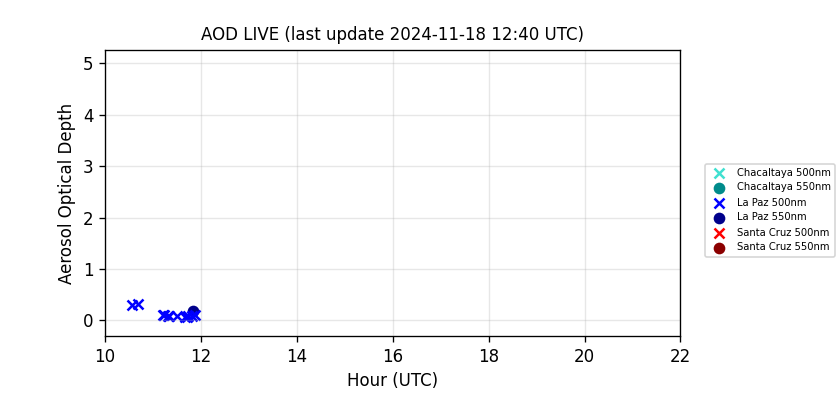 AOD LIVE (last update 2024-11-18 12:40 UTC)
5
4
3
2
1
0
Aerosol Optical Depth
10 12 14 16 18 20 22
Hour (UTC)
Chacaltaya 500nm
Chacaltaya 550nm
La Paz 500nm
La Paz 550nm
Santa Cruz 500nm
Santa Cruz 550nm